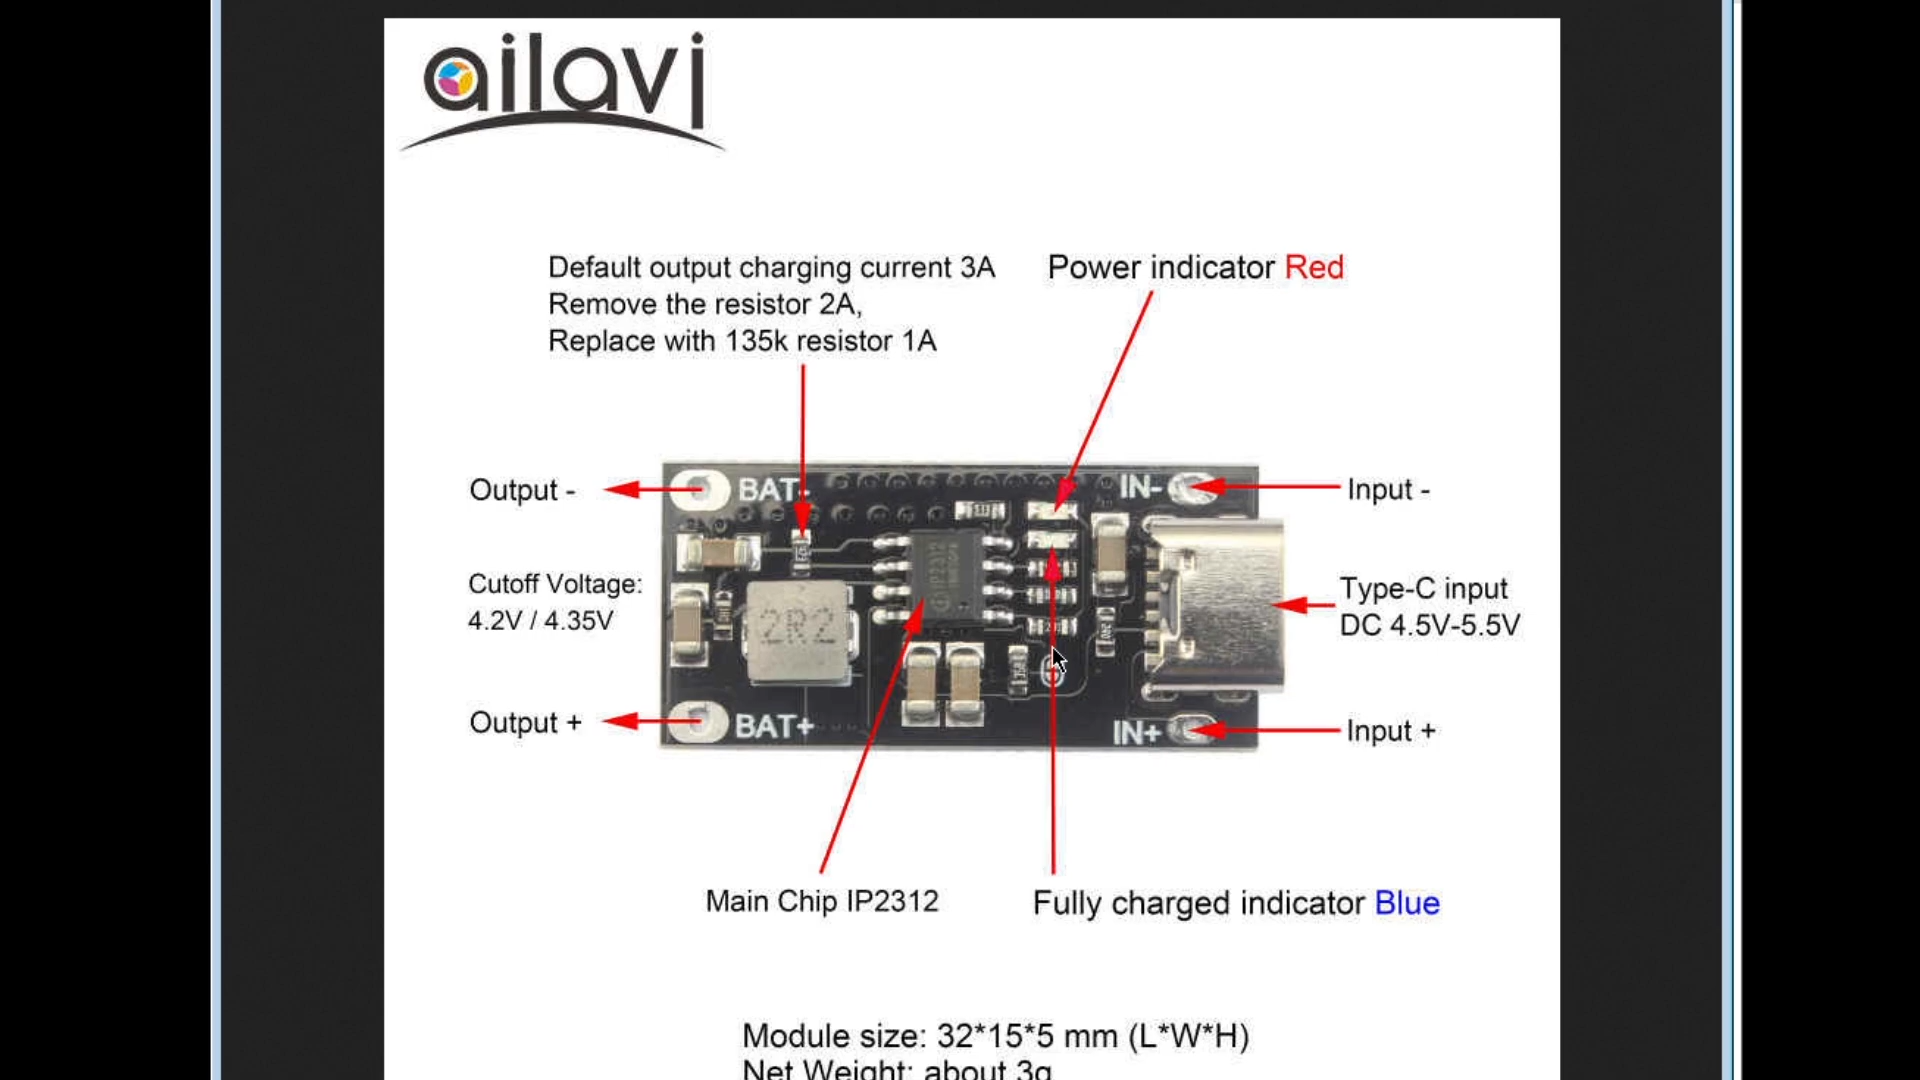 ailavi
Default output charging current 3A
Remove the resistor 2A,
Replace with 135k resistor 1A
Power indicator Red
Output -
BAT-
IN-
Input -
Cutoff Voltage:
4.2V / 4.35V
IP2312
2R2
Type-C input
DC 4.5V-5.5V
Output +
BAT+
IN+
Input +
Main Chip IP2312
Fully charged indicator Blue
Module size: 32*15*5 mm (L*W*H)
Net Weight: about 3g